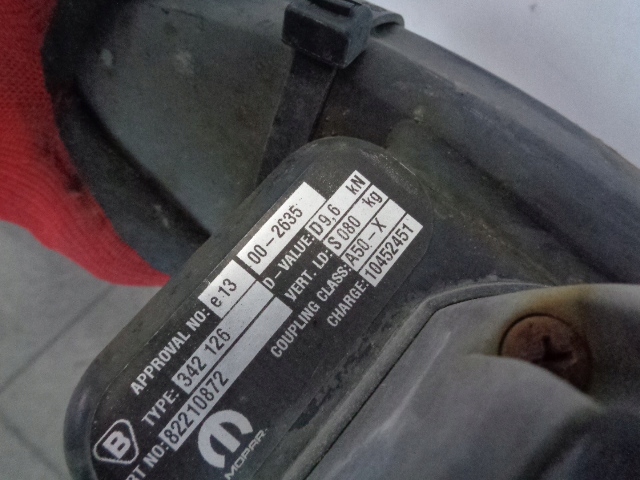 APPROVAL NO: e13 00-2635
TYPE: 342 126
RT NO: 82210872
D-VALUE: D9,6 kN
VERT. LD: S 080 kg
COUPLING CLASS: A50-X
CHARGE: 10452451
B
MOPAR